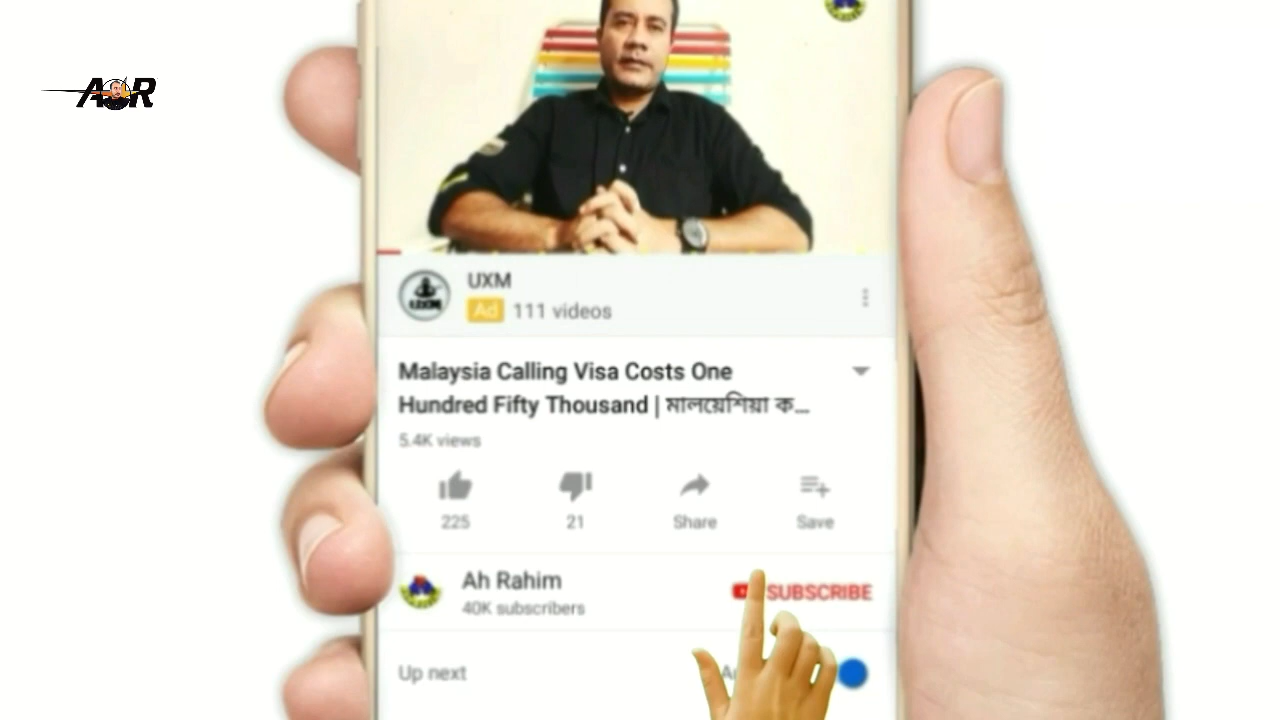 AR
UXM
Ad 111 videos
Malaysia Calling Visa Costs One
Hundred Fifty Thousand | মালয়েশিয়া ক...
5.4K views
225 21 Share Save
Ah Rahim
SUBSCRIBE
40K subscribers
Up next